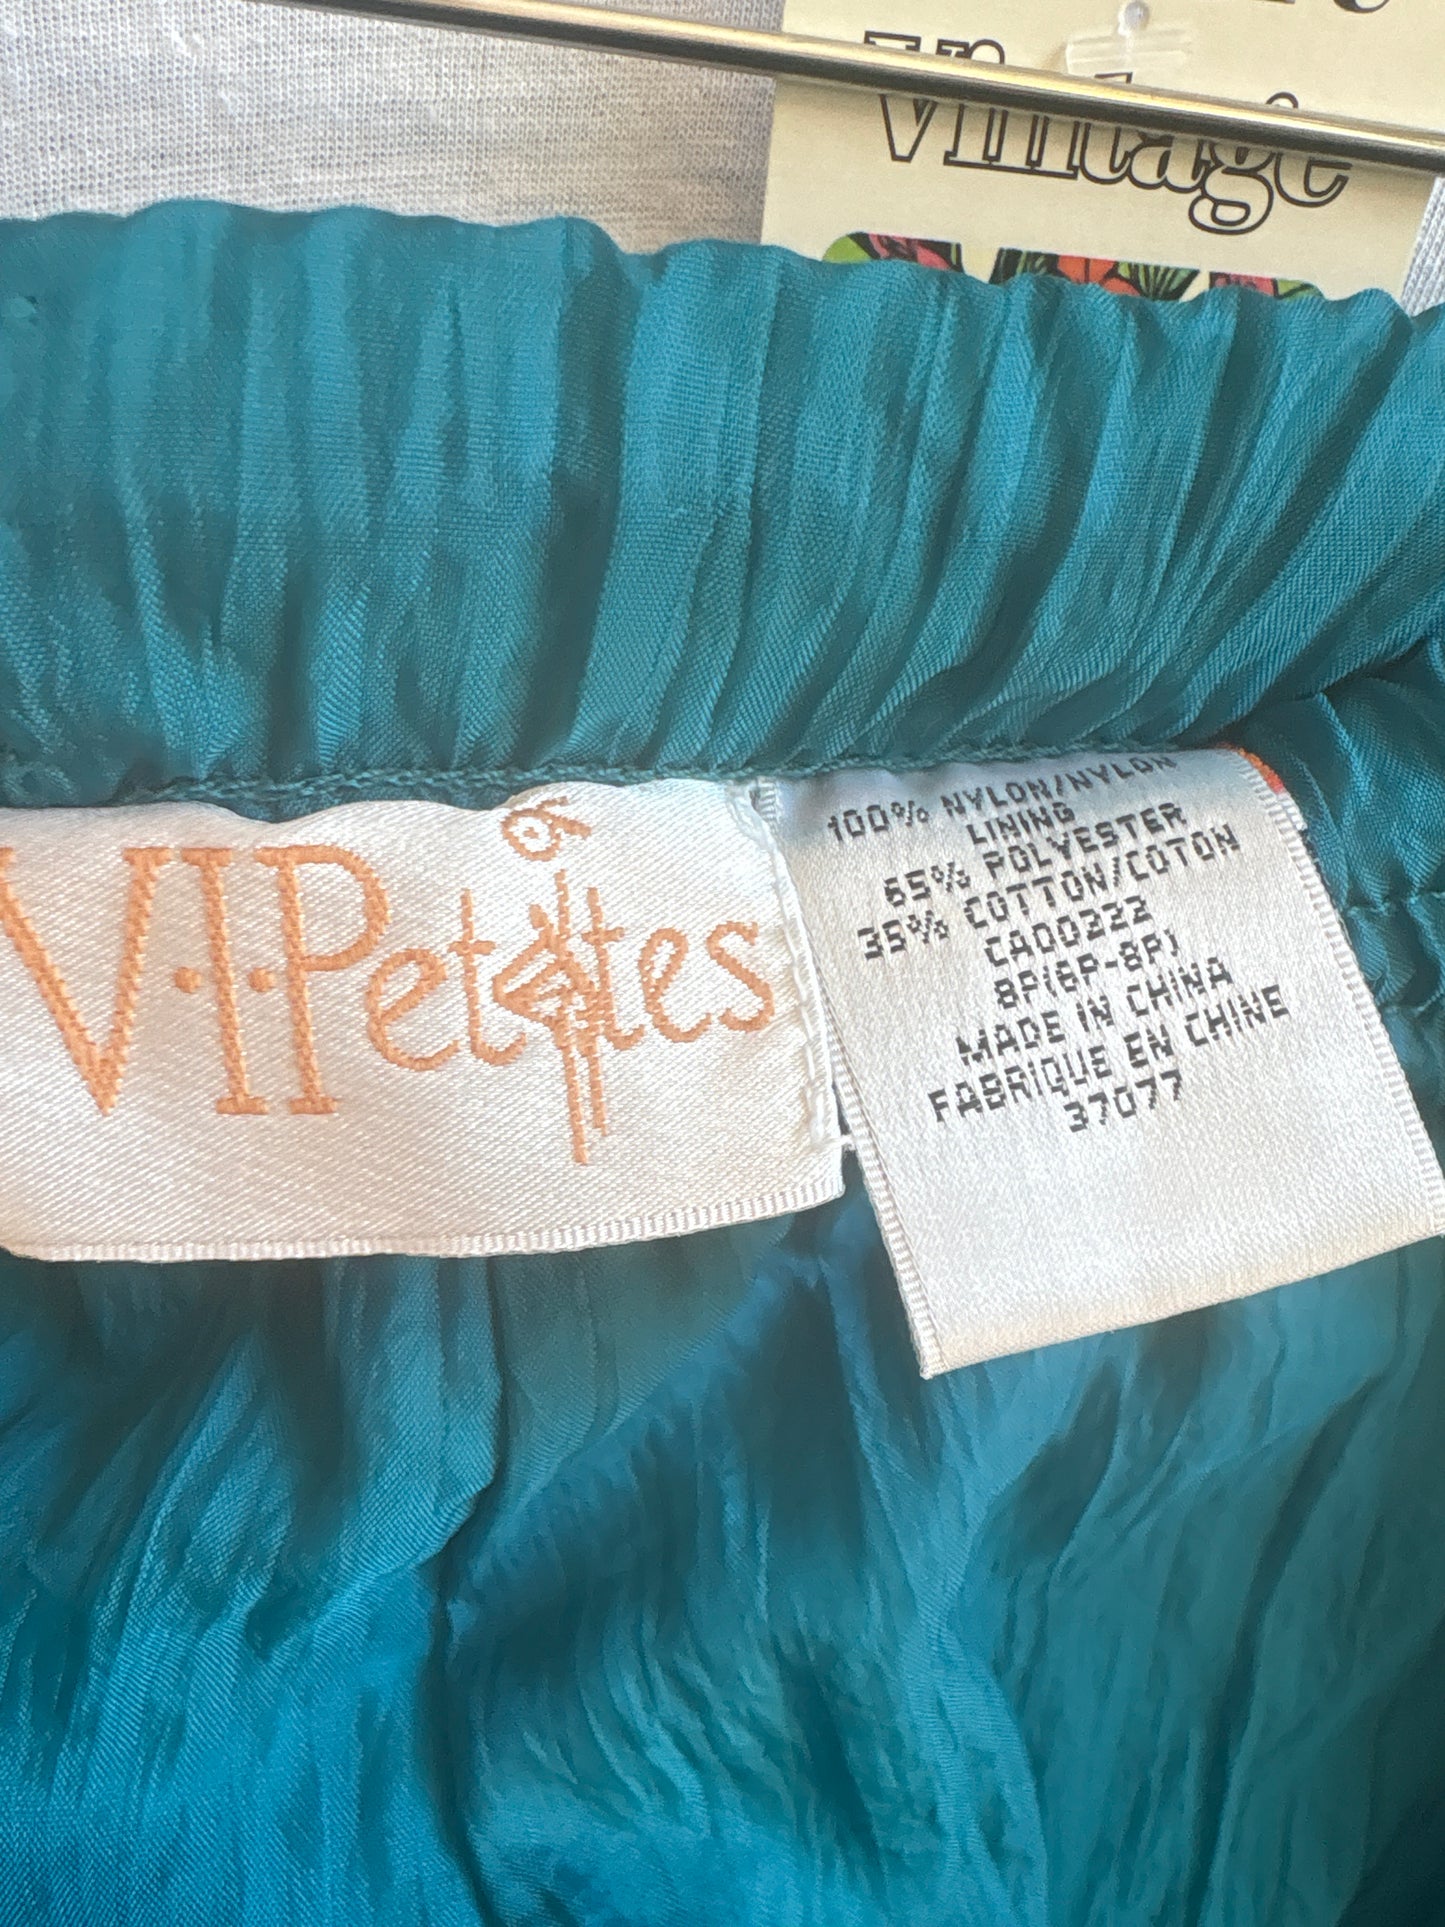 Vintage
V·I·Petites
100% NYLON/NYLON
LINING
65% POLYESTER
35% COTTON/COTON
CA00222
8P(6P-8P)
MADE IN CHINA
FABRIQUE EN CHINE
37077